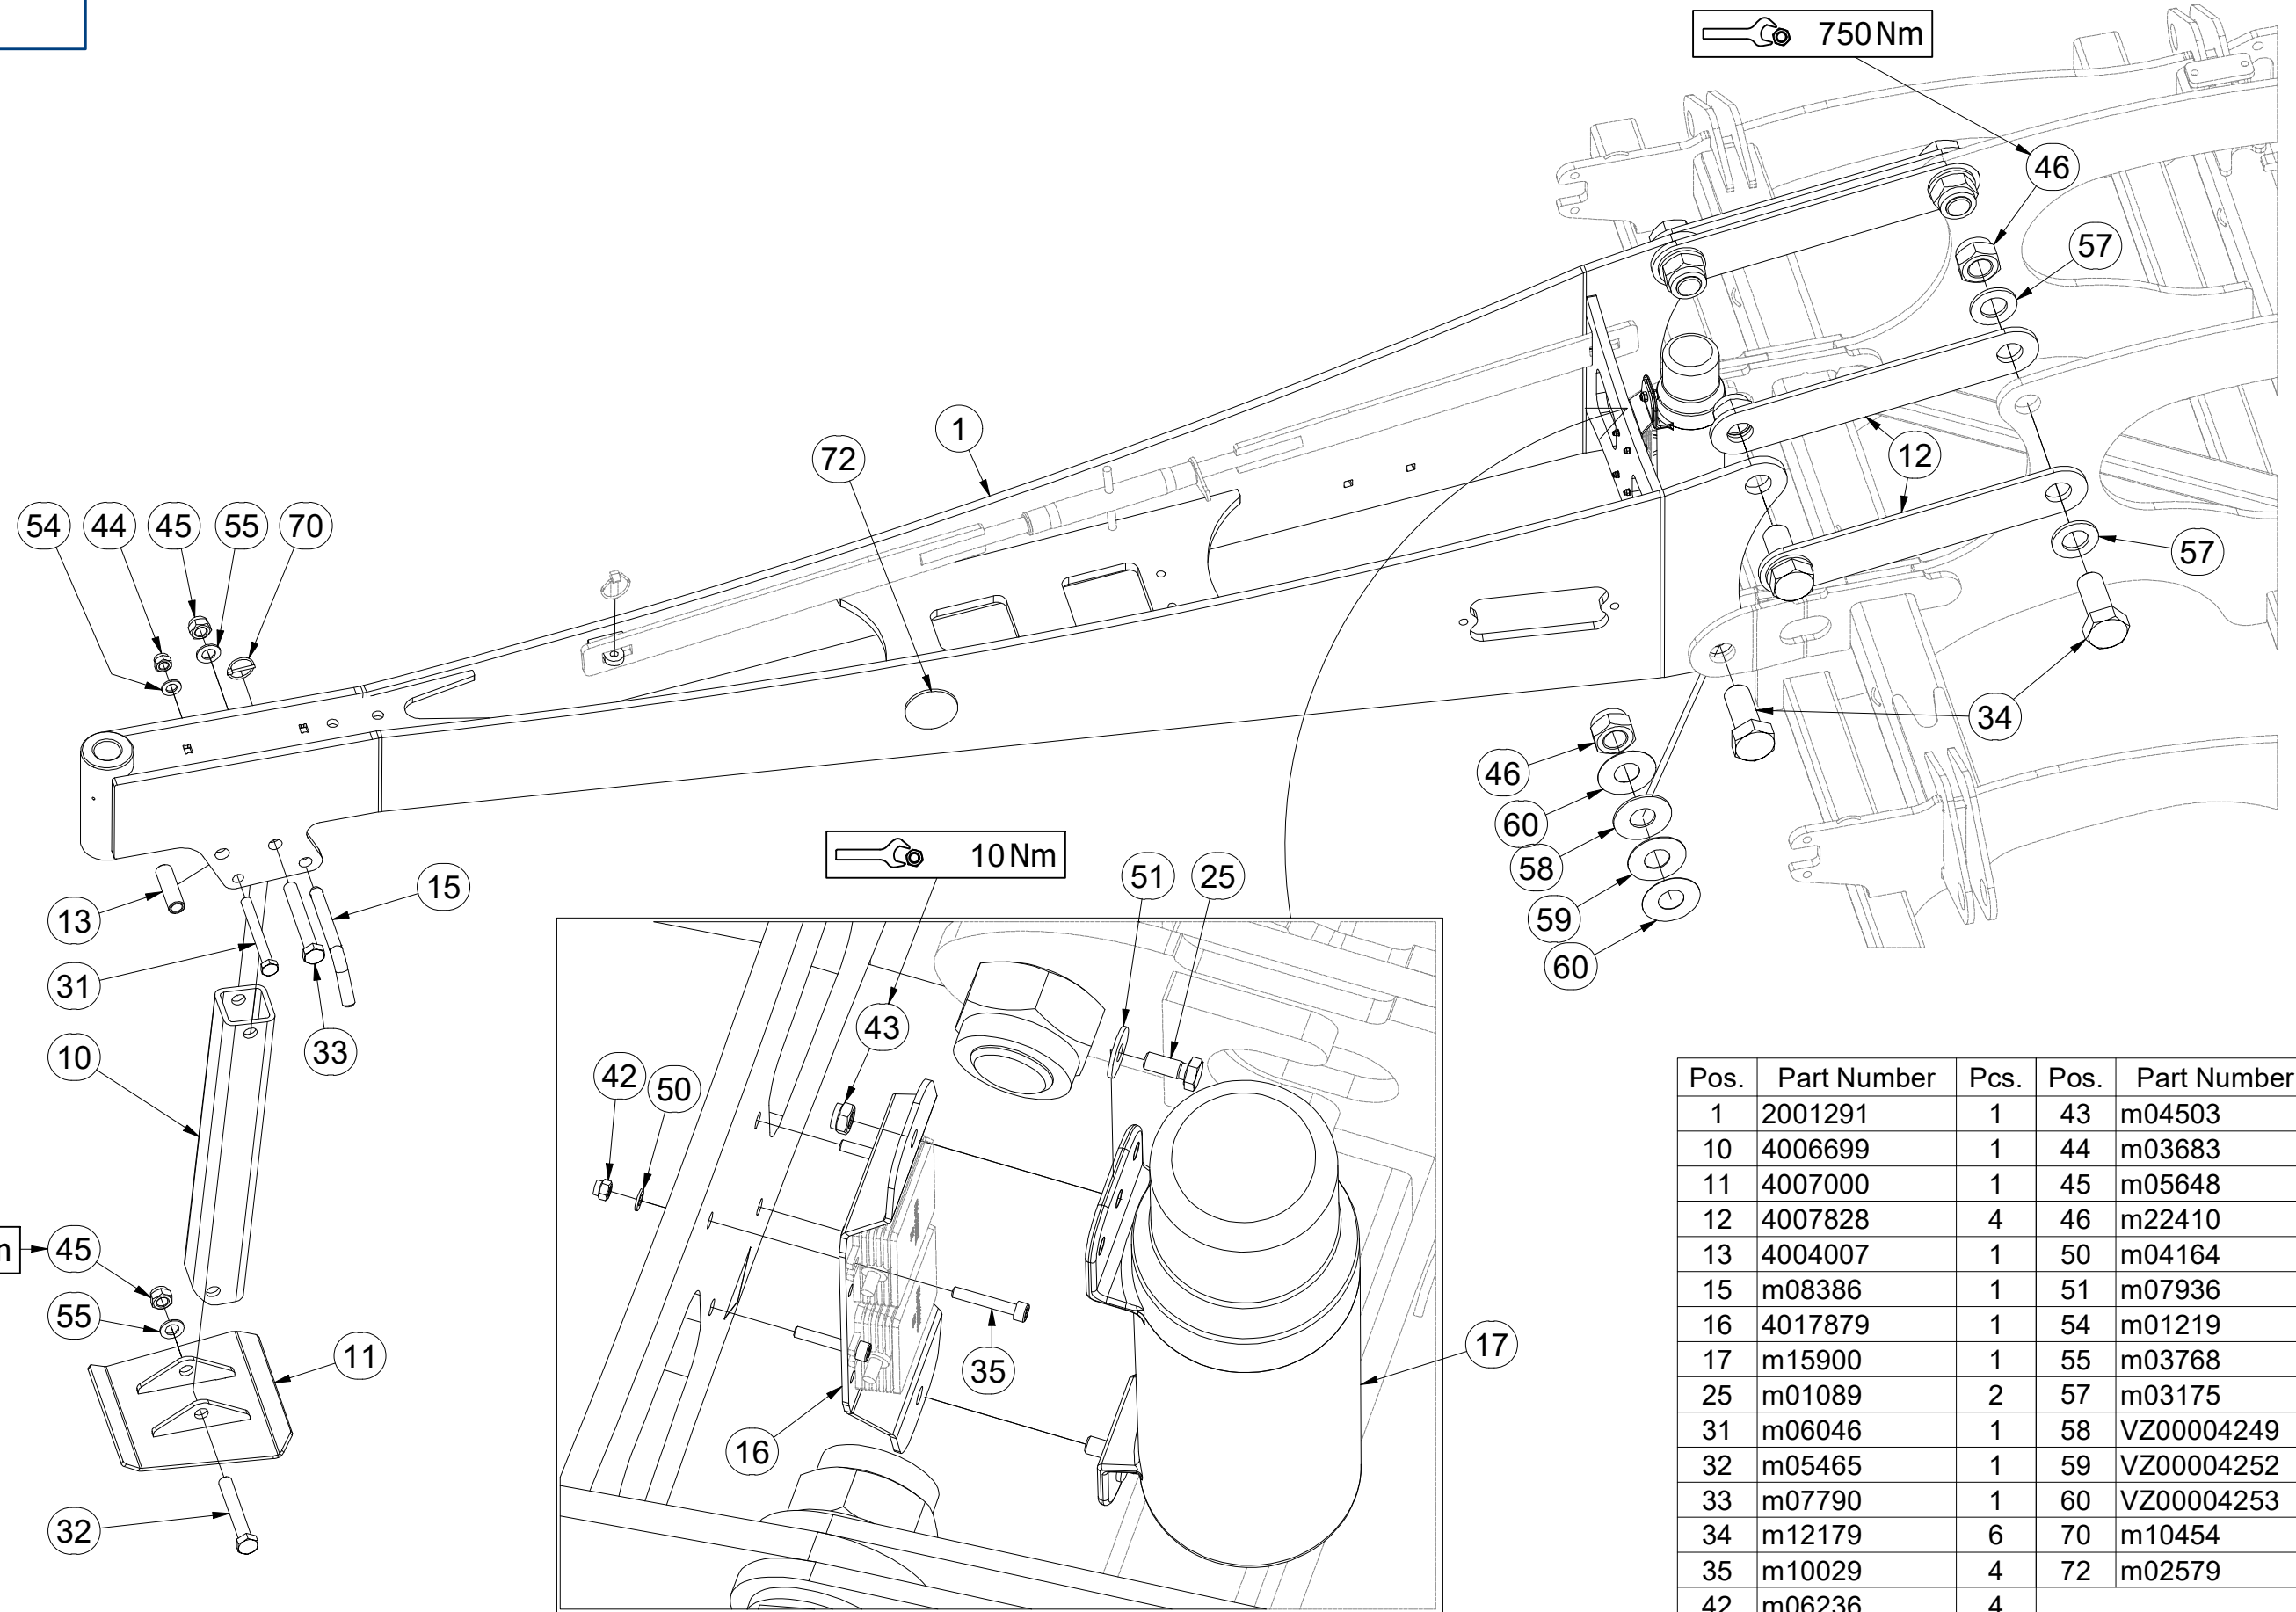 750 Nm
46
57
1
72
12
54 44 45 55 70
57
34
46
60
58
59
60
10 Nm
51 25
13
15
31
33
10
43
42 50
45
55
11
35
17
16
32
Pos. Part Number Pcs. Pos. Part Number
1 2001291 1 43 m04503
10 4006699 1 44 m03683
11 4007000 1 45 m05648
12 4007828 4 46 m22410
13 4004007 1 50 m04164
15 m08386 1 51 m07936
16 4017879 1 54 m01219
17 m15900 1 55 m03768
25 m01089 2 57 m03175
31 m06046 1 58 VZ00004249
32 m05465 1 59 VZ00004252
33 m07790 1 60 VZ00004253
34 m12179 6 70 m10454
35 m10029 4 72 m02579
42 m06236 4